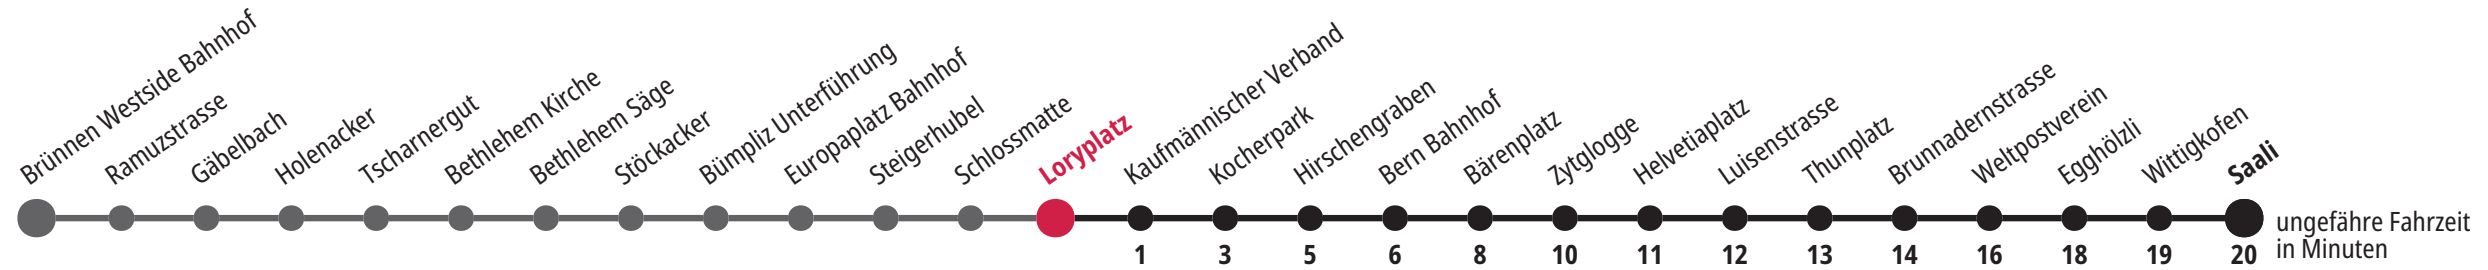 Brünnen Westside Bahnhof
Ramuzstrasse
Gäbelbach
Holenacker
Tscharnergut
Bethlehem Kirche
Bethlehem Säge
Stöckacker
Bümpliz Unterführung
Europaplatz Bahnhof
Steigerhubel
Schlossmatte
Loryplatz
Kaufmännischer Verband
Kocherpark
Hirschengraben
Bern Bahnhof
Bärenplatz
Zytglogge
Helvetiaplatz
Luisenstrasse
Thunplatz
Brunnadernstrasse
Weltpostverein
Egghölzli
Wittigkofen
Saali
1 3 5 6 8 10 11 12 13 14 16 18 19 20
ungefähre Fahrzeit
in Minuten